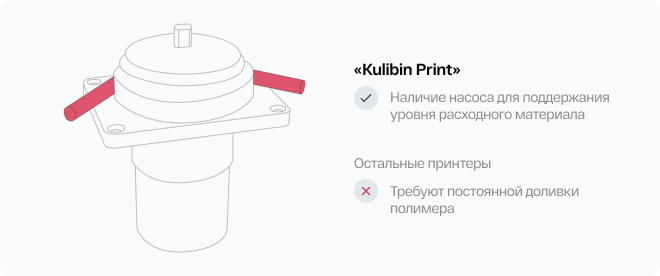 «Kulibin Print»
Наличие насоса для поддержания
уровня расходного материала
Остальные принтеры
Требуют постоянной доливки
полимера